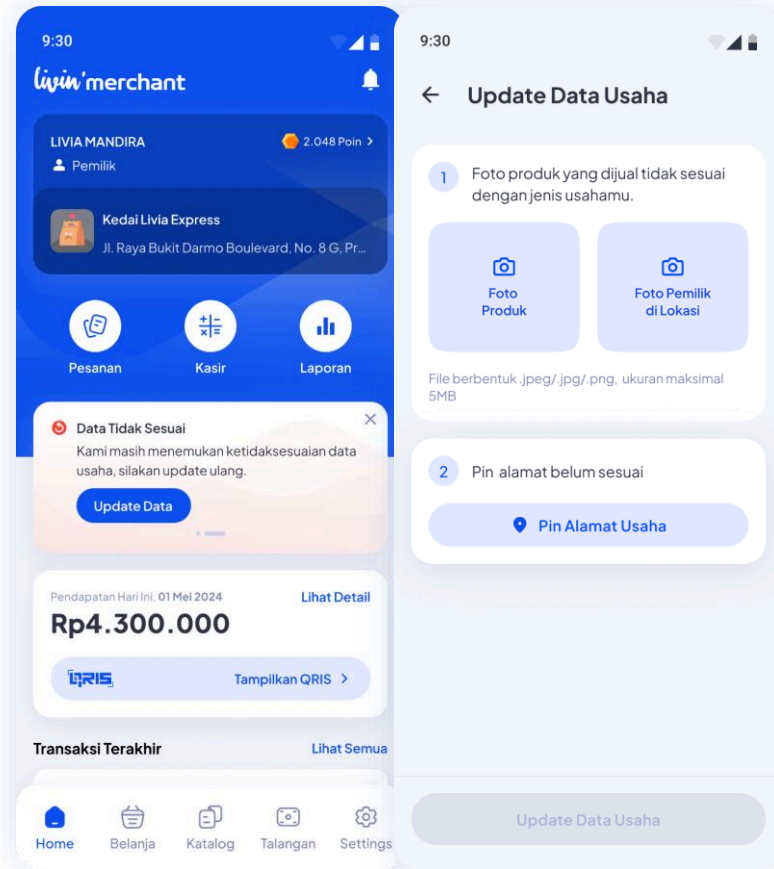 9:30
livin'merchant
LIVIA MANDIRA
2.048 Poin >
Pemilik
Kedai Livia Express
Jl. Raya Bukit Darmo Boulevard, No. 8 G, Pr...
Pesanan
Kasir
Laporan
Data Tidak Sesuai
Kami masih menemukan ketidaksesuaian data
usaha, silakan update ulang.
Update Data
Pendapatan Hari Ini, 01 Mei 2024
Lihat Detail
Rp4.300.000
QRIS
Tampilkan QRIS >
Transaksi Terakhir
Lihat Semua
Home
Belanja
Katalog
Talangan
Settings
9:30
Update Data Usaha
1
Foto produk yang dijual tidak sesuai
dengan jenis usahamu.
Foto
Produk
Foto Pemilik
di Lokasi
File berbentuk .jpeg/.jpg/.png, ukuran maksimal
5MB
2
Pin alamat belum sesuai
Pin Alamat Usaha
Update Data Usaha